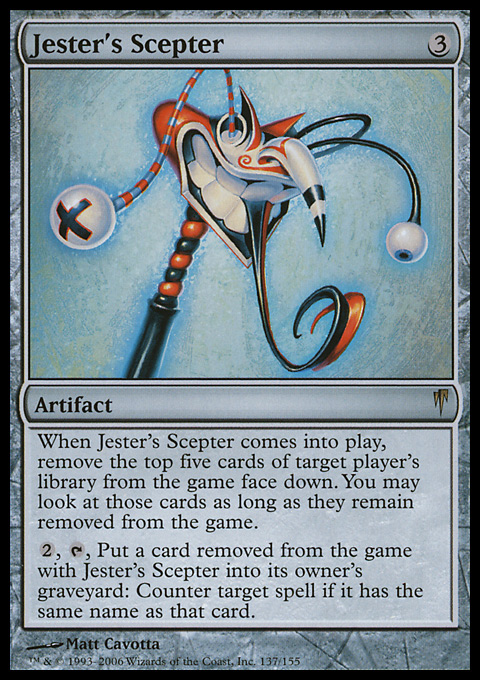 Jester's Scepter 3
Artifact
When Jester's Scepter comes into play,
remove the top five cards of target player's
library from the game face down. You may
look at those cards as long as they remain
removed from the game.
2, , Put a card removed from the game
with Jester's Scepter into its owner's
graveyard: Counter target spell if it has the
same name as that card.
Matt Cavotta
™ & © 1993–2006 Wizards of the Coast, Inc. 137/155